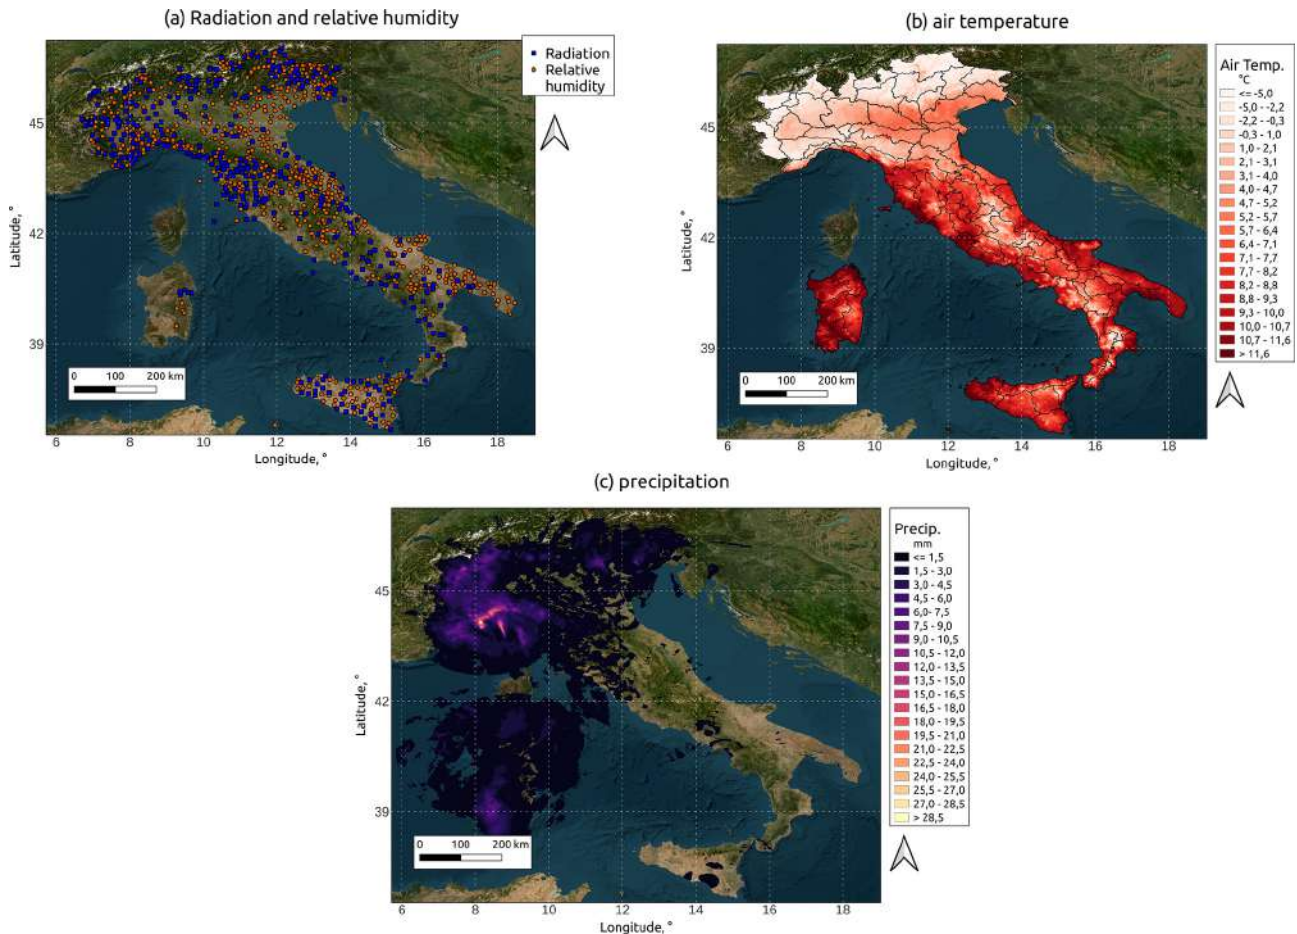 (a) Radiation and relative humidity
Radiation
Relative
humidity
45
42
39
Latitude, °
0 100 200 km
6 8 10 12 14 16 18
Longitude, °
(b) air temperature
Air Temp.
°C
<= -5,0
-5,0 - -2,2
-2,2 - -0,3
-0,3 - 1,0
1,0 - 2,1
2,1 - 3,1
3,1 - 4,0
4,0 - 4,7
4,7 - 5,2
5,2 - 5,7
5,7 - 6,4
6,4 - 7,1
7,1 - 7,7
7,7 - 8,2
8,2 - 8,8
8,8 - 9,3
9,3 - 10,0
10,0 - 10,7
10,7 - 11,6
> 11,6
45
42
39
Latitude, °
0 100 200 km
6 8 10 12 14 16 18
Longitude, °
(c) precipitation
Precip.
mm
<= 1,5
1,5 - 3,0
3,0 - 4,5
4,5 - 6,0
6,0- 7,5
7,5 - 9,0
9,0 - 10,5
10,5 - 12,0
12,0 - 13,5
13,5 - 15,0
15,0 - 16,5
16,5 - 18,0
18,0 - 19,5
19,5 - 21,0
21,0 - 22,5
22,5 - 24,0
24,0 - 25,5
25,5 - 27,0
27,0 - 28,5
> 28,5
45
42
39
Latitude, °
0 100 200 km
6 8 10 12 14 16 18
Longitude, °